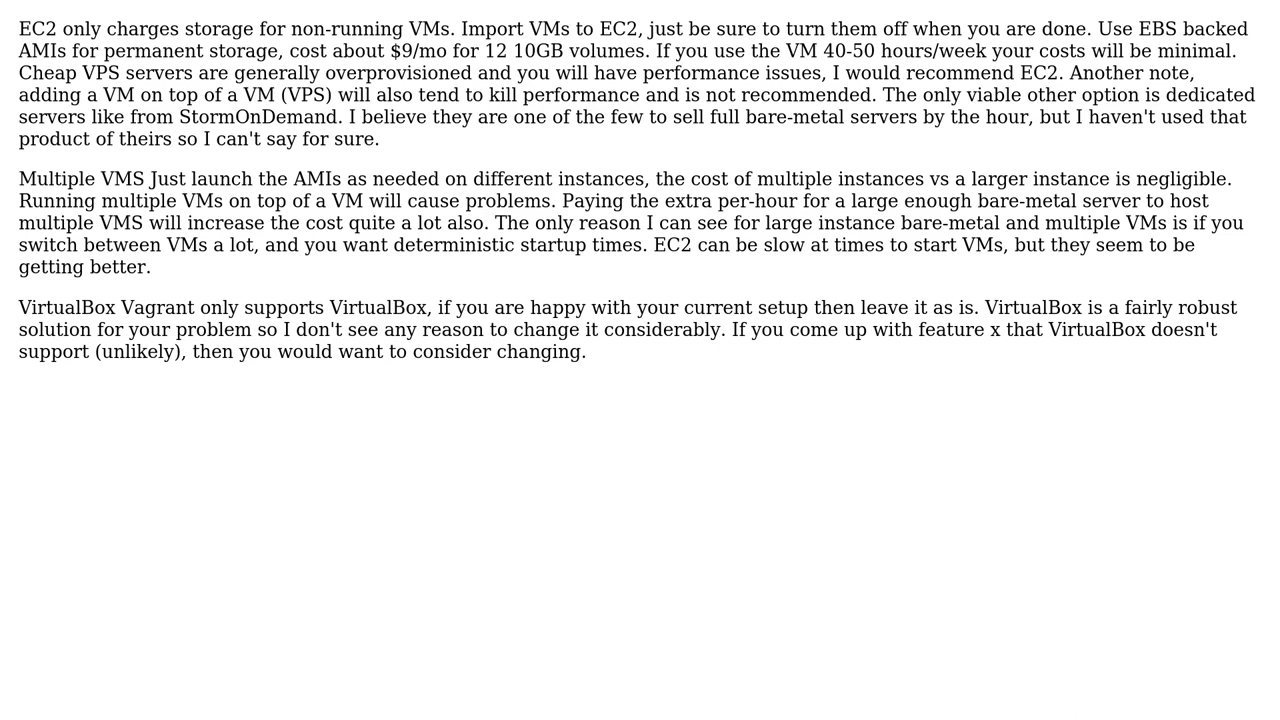 EC2 only charges storage for non-running VMs. Import VMs to EC2, just be sure to turn them off when you are done. Use EBS backed
AMIs for permanent storage, cost about $9/mo for 12 10GB volumes. If you use the VM 40-50 hours/week your costs will be minimal.
Cheap VPS servers are generally overprovisioned and you will have performance issues, I would recommend EC2. Another note,
adding a VM on top of a VM (VPS) will also tend to kill performance and is not recommended. The only viable other option is dedicated
servers like from StormOnDemand. I believe they are one of the few to sell full bare-metal servers by the hour, but I haven't used that
product of theirs so I can't say for sure.
Multiple VMS Just launch the AMIs as needed on different instances, the cost of multiple instances vs a larger instance is negligible.
Running multiple VMs on top of a VM will cause problems. Paying the extra per-hour for a large enough bare-metal server to host
multiple VMS will increase the cost quite a lot also. The only reason I can see for large instance bare-metal and multiple VMs is if you
switch between VMs a lot, and you want deterministic startup times. EC2 can be slow at times to start VMs, but they seem to be
getting better.
VirtualBox Vagrant only supports VirtualBox, if you are happy with your current setup then leave it as is. VirtualBox is a fairly robust
solution for your problem so I don't see any reason to change it considerably. If you come up with feature x that VirtualBox doesn't
support (unlikely), then you would want to consider changing.